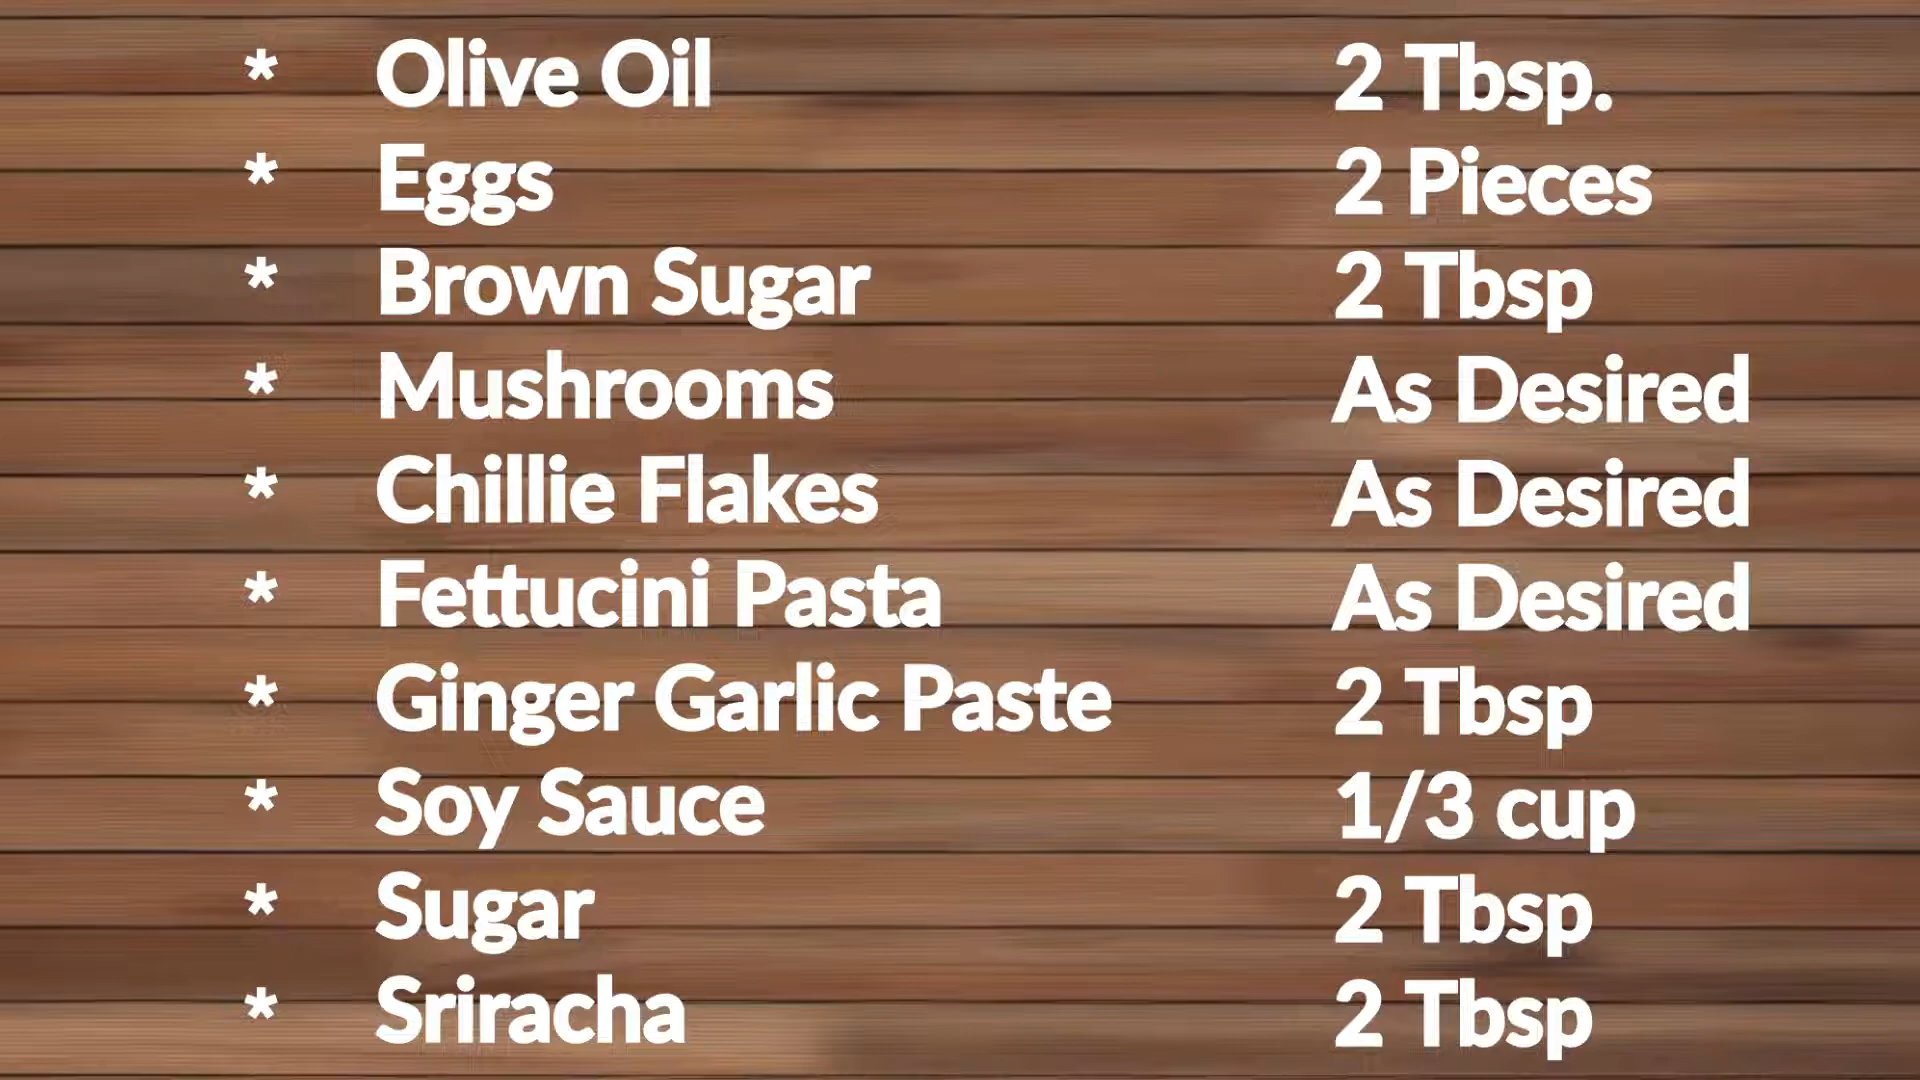 * Olive Oil 2 Tbsp.
* Eggs 2 Pieces
* Brown Sugar 2 Tbsp
* Mushrooms As Desired
* Chillie Flakes As Desired
* Fettucini Pasta As Desired
* Ginger Garlic Paste 2 Tbsp
* Soy Sauce 1/3 cup
* Sugar 2 Tbsp
* Sriracha 2 Tbsp